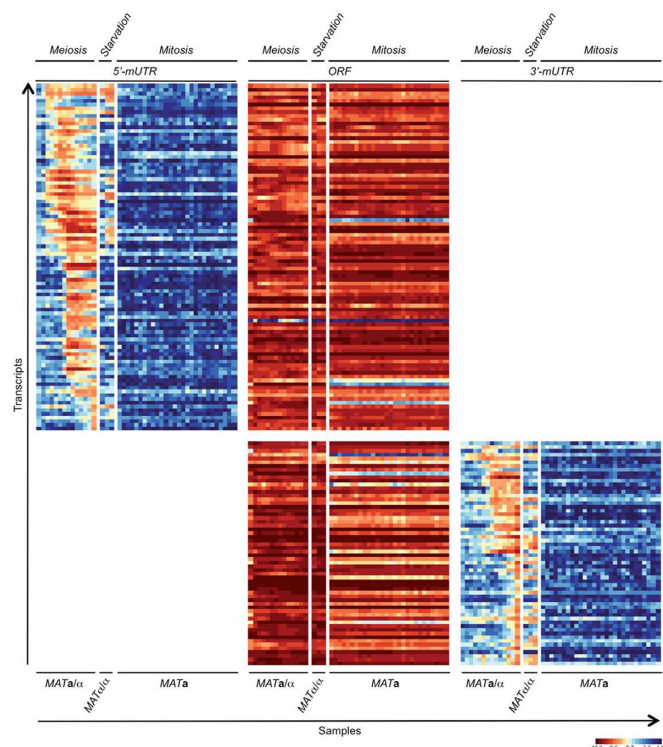 Meiosis Starvation Mitosis Meiosis Starvation Mitosis Meiosis Starvation Mitosis
5'-mUTR ORF 3'-mUTR
Transcripts
MATa/α MATα/α MATa MATa/α MATα/α MATa MATa/α MATα/α MATa
Samples